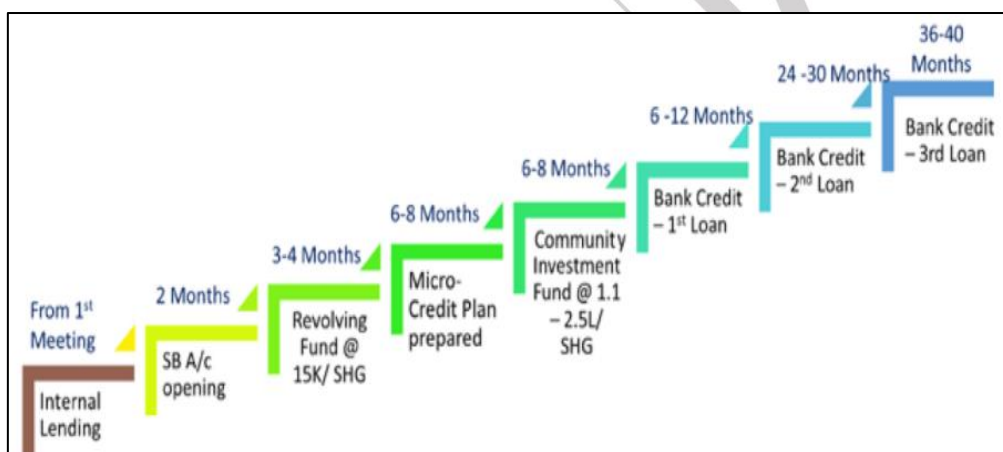 From 1st
Meeting
Internal
Lending
2 Months
SB A/c
opening
3-4 Months
Revolving
Fund @
15K/ SHG
6-8 Months
Micro-
Credit Plan
prepared
6-8 Months
Community
Investment
Fund @ 1.1
– 2.5L/
SHG
6 -12 Months
Bank Credit
– 1st Loan
24 -30 Months
Bank Credit
– 2nd Loan
36-40
Months
Bank Credit
– 3rd Loan